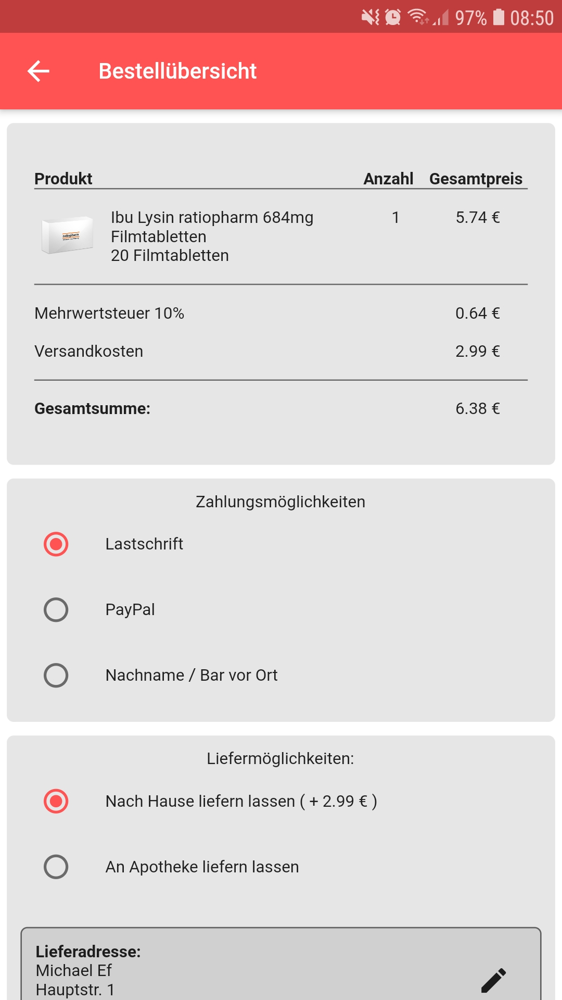 97% 08:50
Bestellübersicht
Produkt Anzahl Gesamtpreis
Ibu Lysin ratiopharm 684mg 1 5.74 €
Filmtabletten
20 Filmtabletten
ratiopharm
Mehrwertsteuer 10% 0.64 €
Versandkosten 2.99 €
Gesamtsumme: 6.38 €
Zahlungsmöglichkeiten
Lastschrift
PayPal
Nachname / Bar vor Ort
Liefermöglichkeiten:
Nach Hause liefern lassen ( + 2.99 € )
An Apotheke liefern lassen
Lieferadresse:
Michael Ef
Hauptstr. 1